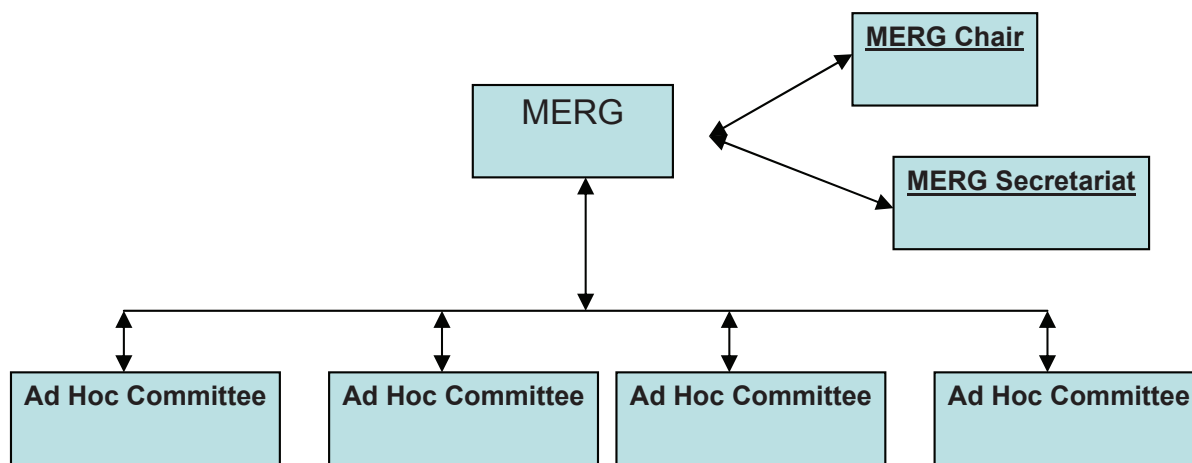 MERG Chair
MERG
MERG Secretariat
Ad Hoc Committee
Ad Hoc Committee
Ad Hoc Committee
Ad Hoc Committee